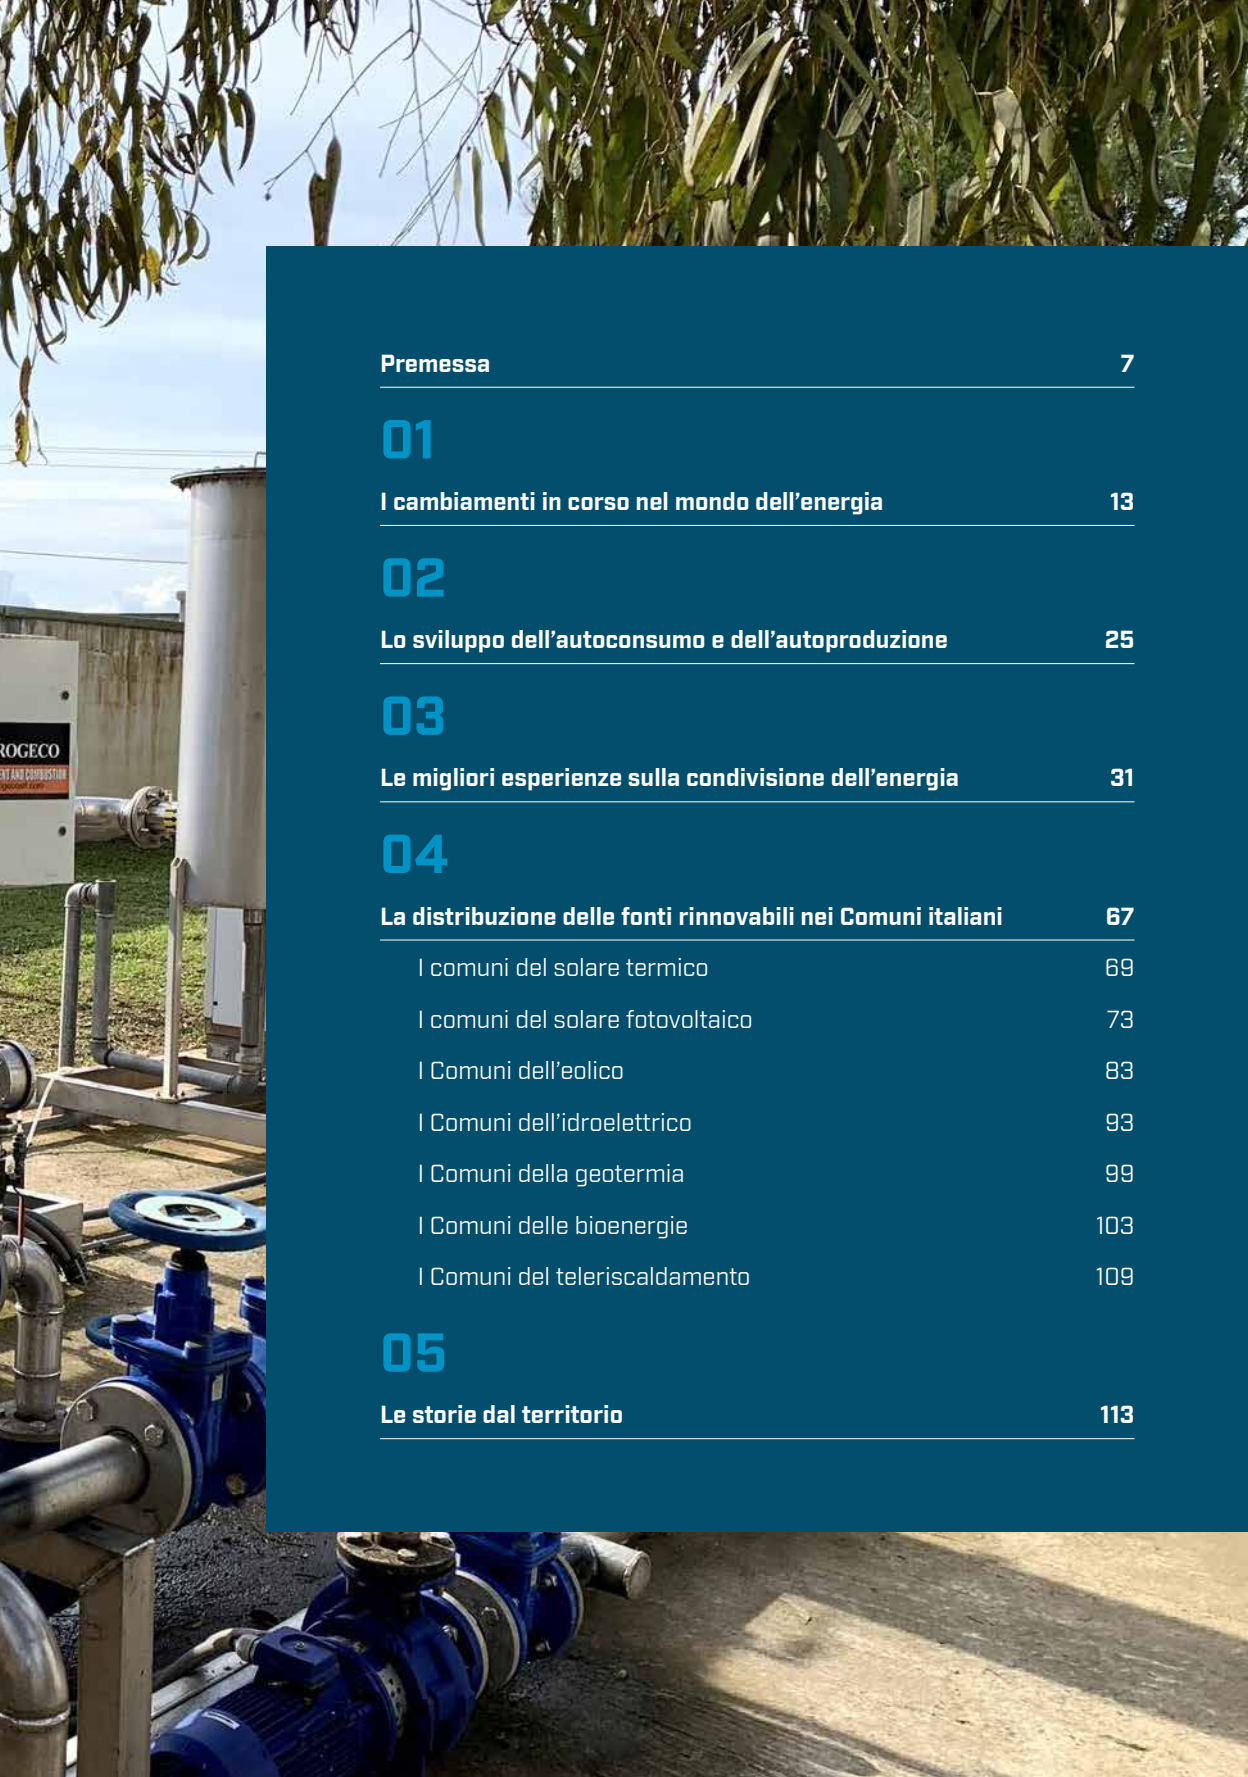 Premessa 7
01
I cambiamenti in corso nel mondo dell’energia 13
02
Lo sviluppo dell’autoconsumo e dell’autoproduzione 25
03
Le migliori esperienze sulla condivisione dell’energia 31
04
La distribuzione delle fonti rinnovabili nei Comuni italiani 67
I comuni del solare termico 69
I comuni del solare fotovoltaico 73
I Comuni dell’eolico 83
I Comuni dell’idroelettrico 93
I Comuni della geotermia 99
I Comuni delle bioenergie 103
I Comuni del teleriscaldamento 109
05
Le storie dal territorio 113
ROGECO
ENT AND COMBUSTION